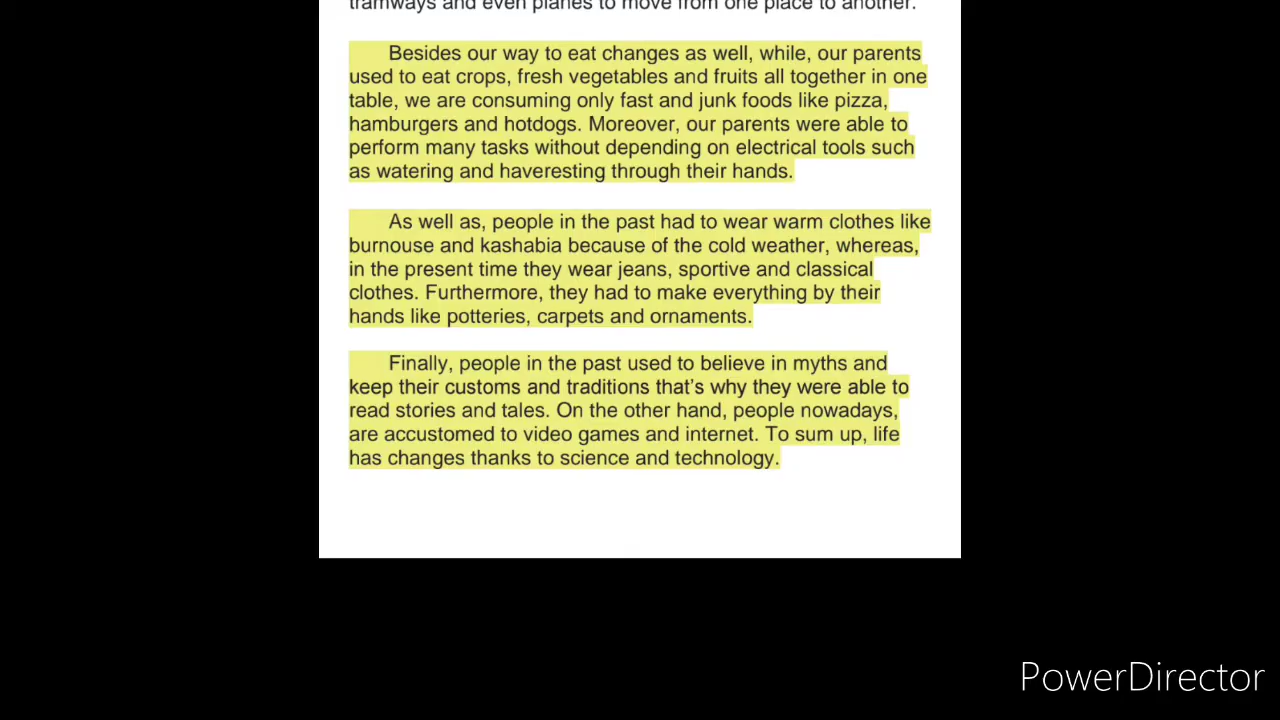 tramways and even planes to move from one place to another.
Besides our way to eat changes as well, while, our parents
used to eat crops, fresh vegetables and fruits all together in one
table, we are consuming only fast and junk foods like pizza,
hamburgers and hotdogs. Moreover, our parents were able to
perform many tasks without depending on electrical tools such
as watering and haveresting through their hands.
As well as, people in the past had to wear warm clothes like
burnouse and kashabia because of the cold weather, whereas,
in the present time they wear jeans, sportive and classical
clothes. Furthermore, they had to make everything by their
hands like potteries, carpets and ornaments.
Finally, people in the past used to believe in myths and
keep their customs and traditions that's why they were able to
read stories and tales. On the other hand, people nowadays,
are accustomed to video games and internet. To sum up, life
has changes thanks to science and technology.
PowerDirector